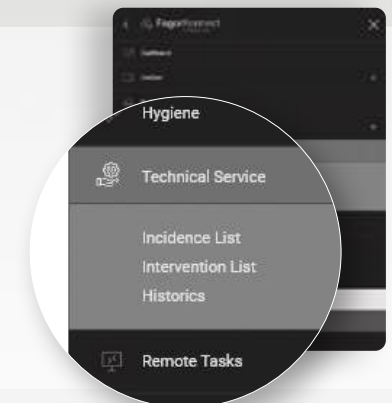 Hygiene
Technical Service
Incidence List
Intervention List
Historics
Remote Tasks